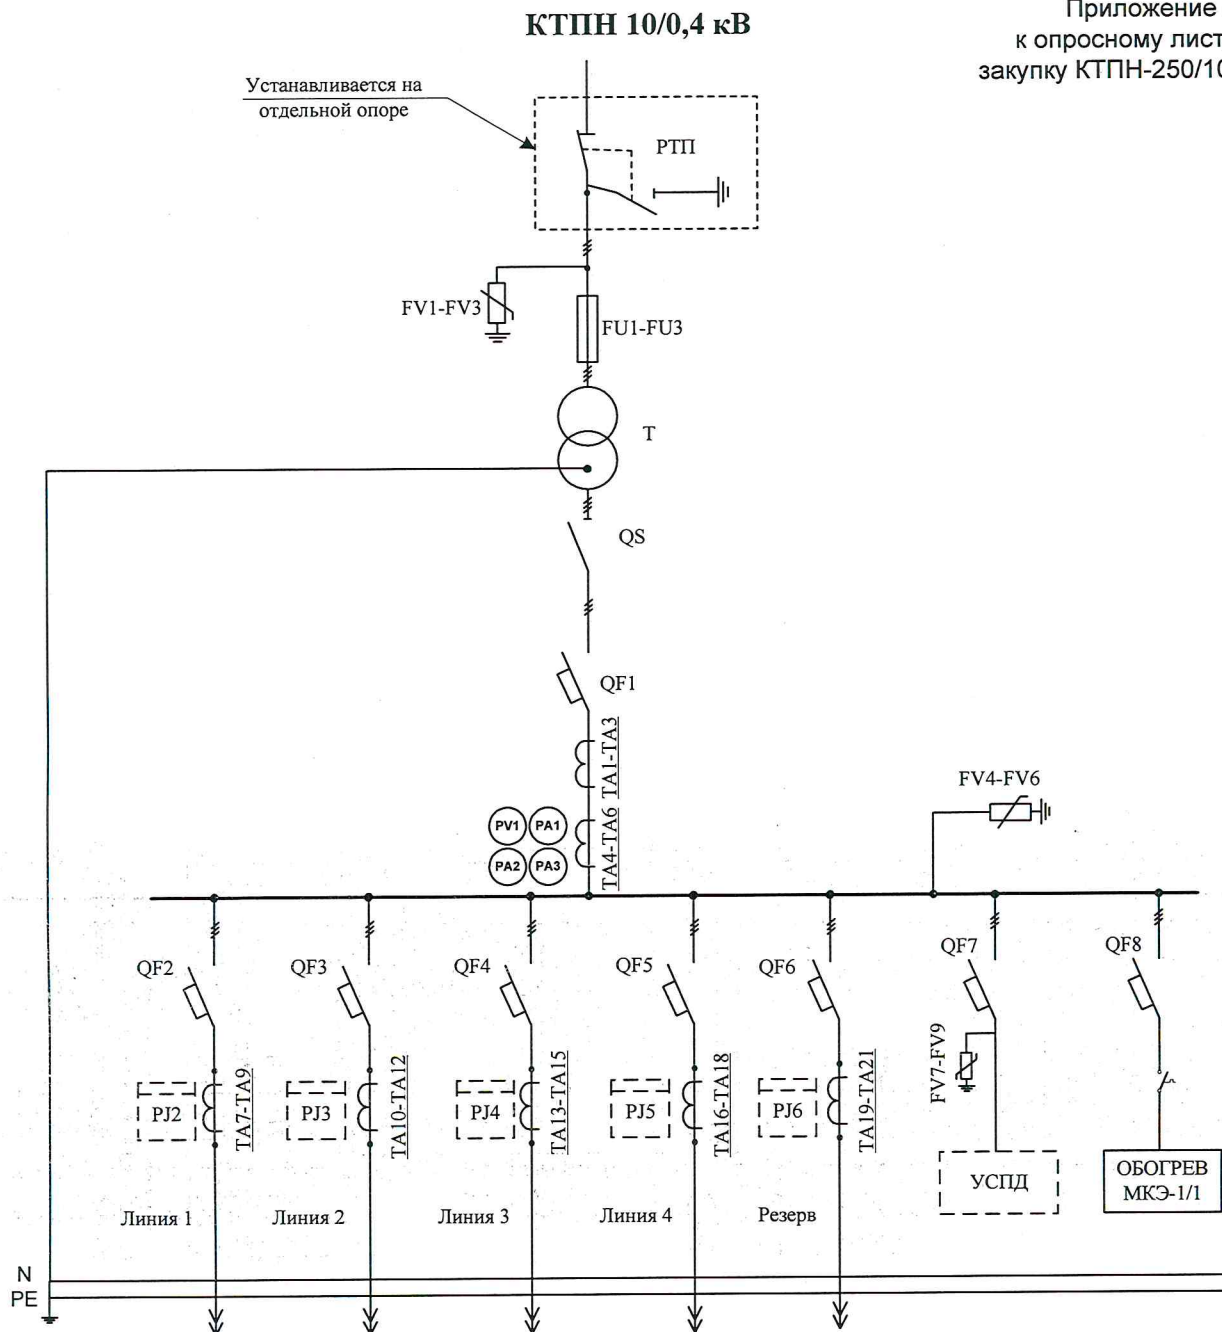 КТПН 10/0,4 кВ
Приложение
к опросному лист
закупку КТПН-250/10
Устанавливается на
отдельной опоре
РТП
FV1-FV3
FU1-FU3
T
QS
QF1
TA1-TA3
FV4-FV6
PV1 PA1
TA4-TA6
PA2 PA3
QF2
QF3
QF4
QF5
QF6
QF7
QF8
PJ2
TA7-TA9
PJ3
TA10-TA12
PJ4
TA13-TA15
PJ5
TA16-TA18
PJ6
TA19-TA21
FV7-FV9
УСПД
ОБОГРЕВ
МКЭ-1/1
Линия 1
Линия 2
Линия 3
Линия 4
Резерв
N
PE